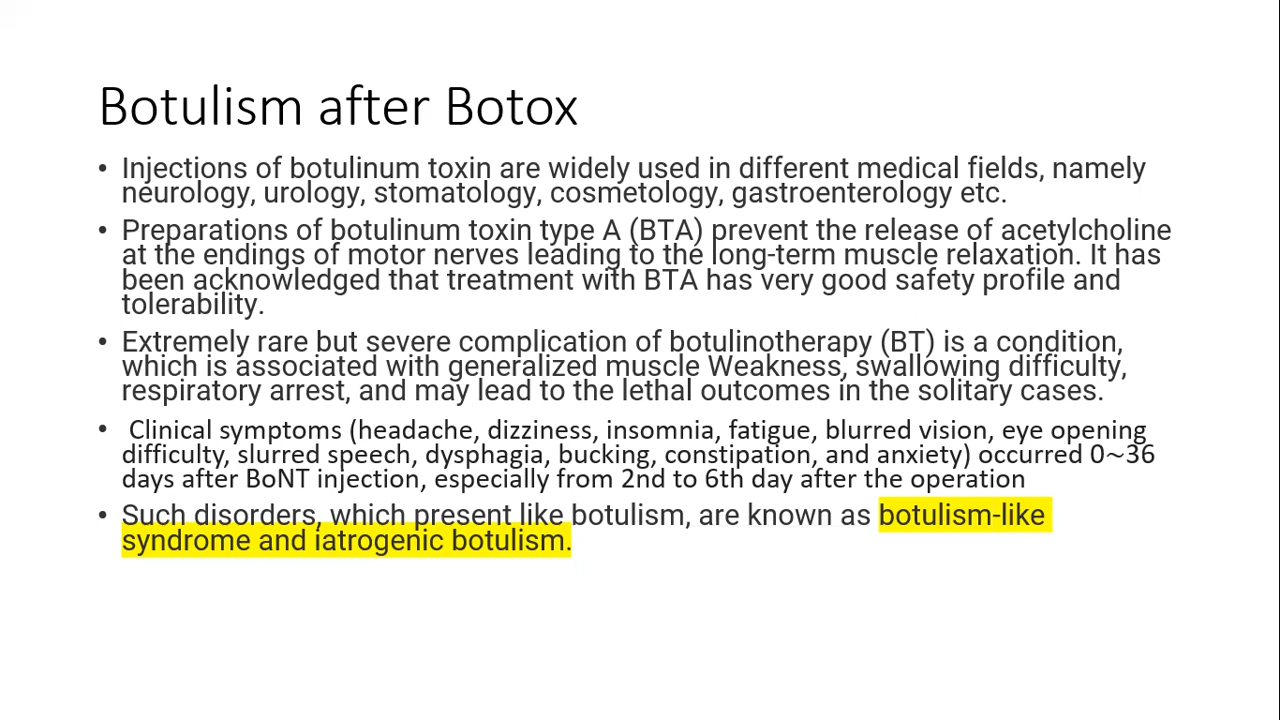 Botulism after Botox
• Injections of botulinum toxin are widely used in different medical fields, namely
neurology, urology, stomatology, cosmetology, gastroenterology etc.
• Preparations of botulinum toxin type A (BTA) prevent the release of acetylcholine
at the endings of motor nerves leading to the long-term muscle relaxation. It has
been acknowledged that treatment with BTA has very good safety profile and
tolerability.
• Extremely rare but severe complication of botulinotherapy (BT) is a condition,
which is associated with generalized muscle Weakness, swallowing difficulty,
respiratory arrest, and may lead to the lethal outcomes in the solitary cases.
• Clinical symptoms (headache, dizziness, insomnia, fatigue, blurred vision, eye opening
difficulty, slurred speech, dysphagia, bucking, constipation, and anxiety) occurred 0~36
days after BoNT injection, especially from 2nd to 6th day after the operation
• Such disorders, which present like botulism, are known as botulism-like
syndrome and iatrogenic botulism.